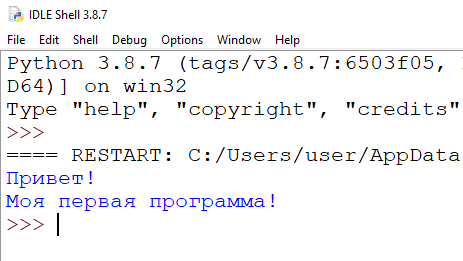 IDLE Shell 3.8.7
File Edit Shell Debug Options Window Help
Python 3.8.7 (tags/v3.8.7:6503f05,
D64)] on win32
Type "help", "copyright", "credits"
>>>
==== RESTART: C:/Users/user/AppData
Привет!
Моя первая программа!
>>>